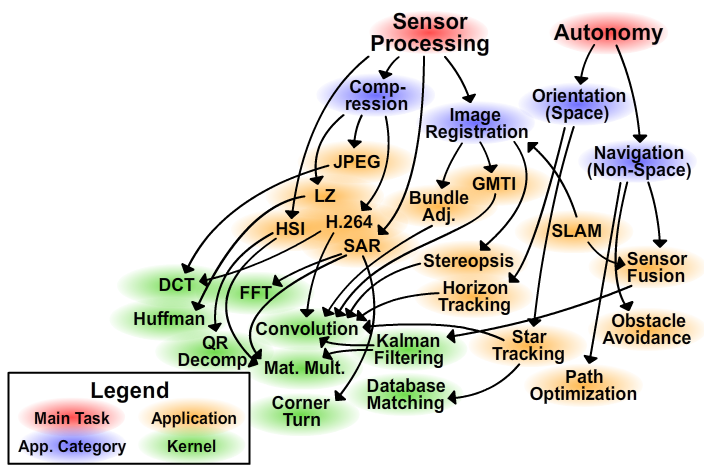 Sensor
Processing
Autonomy
Comp-
ression
Orientation
(Space)
Image
Registration
Navigation
(Non-Space)
JPEG
GMTI
LZ
Bundle
Adj.
H.264
HSI
SLAM
SAR
Stereopsis
Sensor
Fusion
DCT
FFT
Horizon
Tracking
Huffman
Convolution
Obstacle
Avoidance
QR
Decomp.
Kalman
Filtering
Star
Tracking
Mat. Mult.
Path
Optimization
Database
Matching
Corner
Turn
Legend
Main Task
Application
App. Category
Kernel